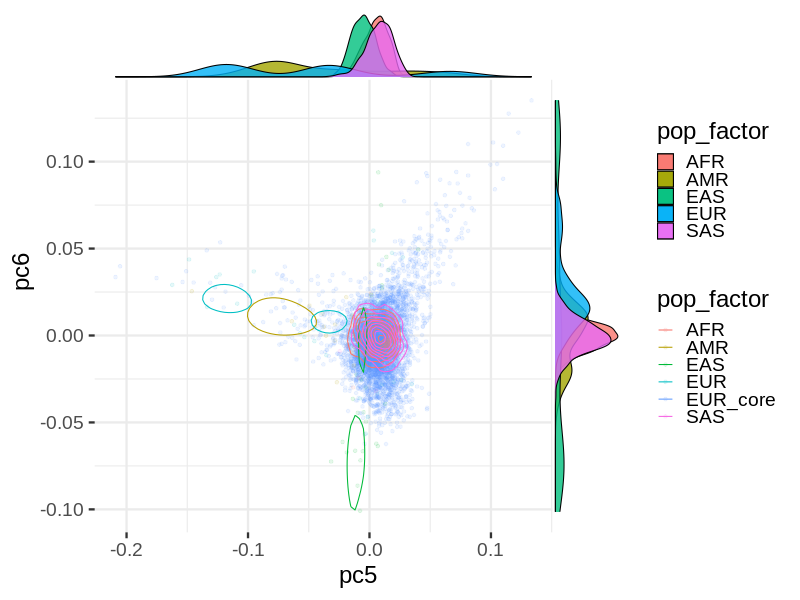 pop_factor
AFR
AMR
EAS
EUR
SAS
pop_factor
AFR
AMR
EAS
EUR
EUR_core
SAS
0.10
0.05
0.00
-0.05
-0.10
pc6
-0.2
-0.1
0.0
0.1
pc5